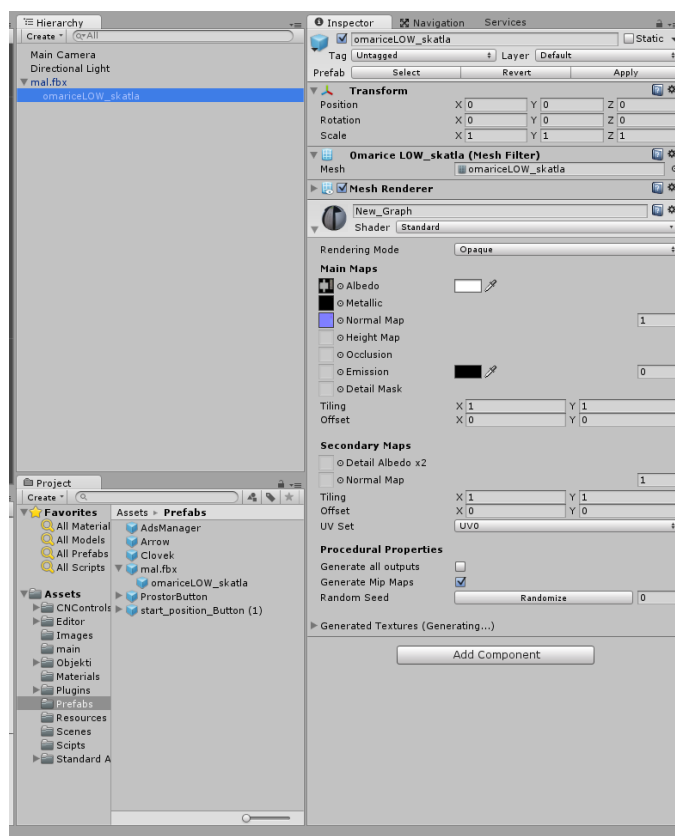 Hierarchy
Create
All
Main Camera
Directional Light
mal.fbx
omariceLOW_skatla
Project
Create
Favorites
All Material
All Models
All Prefabs
All Scripts
Assets
CNControls
Editor
Images
main
Objekti
Materials
Plugins
Prefabs
Resources
Scenes
Scipts
Standard A
Assets Prefabs
AdsManager
Arrow
Clovek
mal.fbx
omariceLOW_skatla
ProstorButton
start_position_Button (1)
Inspector Navigation Services
omariceLOW_skatla Static
Tag Untagged Layer Default
Prefab Select Revert Apply
Transform
Position X 0 Y 0 Z 0
Rotation X 0 Y 0 Z 0
Scale X 1 Y 1 Z 1
Omarice LOW_skatla (Mesh Filter)
Mesh omariceLOW_skatla
Mesh Renderer
New_Graph
Shader Standard
Rendering Mode Opaque
Main Maps
Albedo
Metallic
Normal Map 1
Height Map
Occlusion
Emission 0
Detail Mask
Tiling X 1 Y 1
Offset X 0 Y 0
Secondary Maps
Detail Albedo x2
Normal Map 1
Tiling X 1 Y 1
Offset X 0 Y 0
UV Set UV0
Procedural Properties
Generate all outputs
Generate Mip Maps
Random Seed Randomize 0
Generated Textures (Generating...)
Add Component